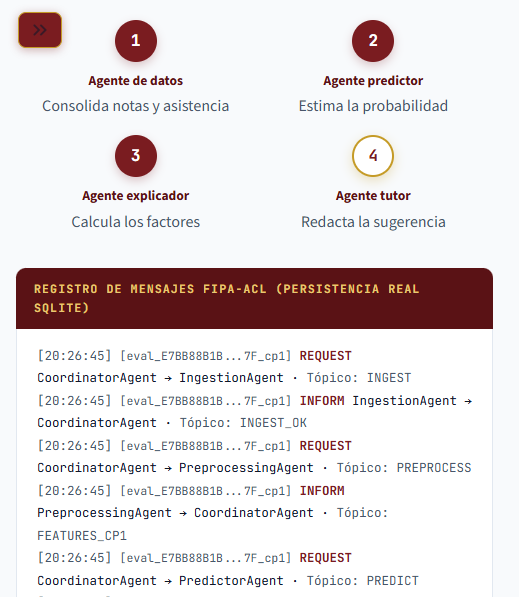 »
1
2
Agente de datos
Agente predictor
Consolida notas y asistencia
Estima la probabilidad
3
4
Agente explicador
Agente tutor
Calcula los factores
Redacta la sugerencia
REGISTRO DE MENSAJES FIPA-ACL (PERSISTENCIA REAL
SQLITE)
[20:26:45] [eval_E7BB88B1B...7F_cp1] REQUEST
CoordinatorAgent → IngestionAgent · Tópico: INGEST
[20:26:45] [eval_E7BB88B1B...7F_cp1] INFORM IngestionAgent →
CoordinatorAgent · Tópico: INGEST_OK
[20:26:45] [eval_E7BB88B1B...7F_cp1] REQUEST
CoordinatorAgent → PreprocessingAgent · Tópico: PREPROCESS
[20:26:45] [eval_E7BB88B1B...7F_cp1] INFORM
PreprocessingAgent → CoordinatorAgent · Tópico:
FEATURES_CP1
[20:26:45] [eval_E7BB88B1B...7F_cp1] REQUEST
CoordinatorAgent → PredictorAgent · Tópico: PREDICT